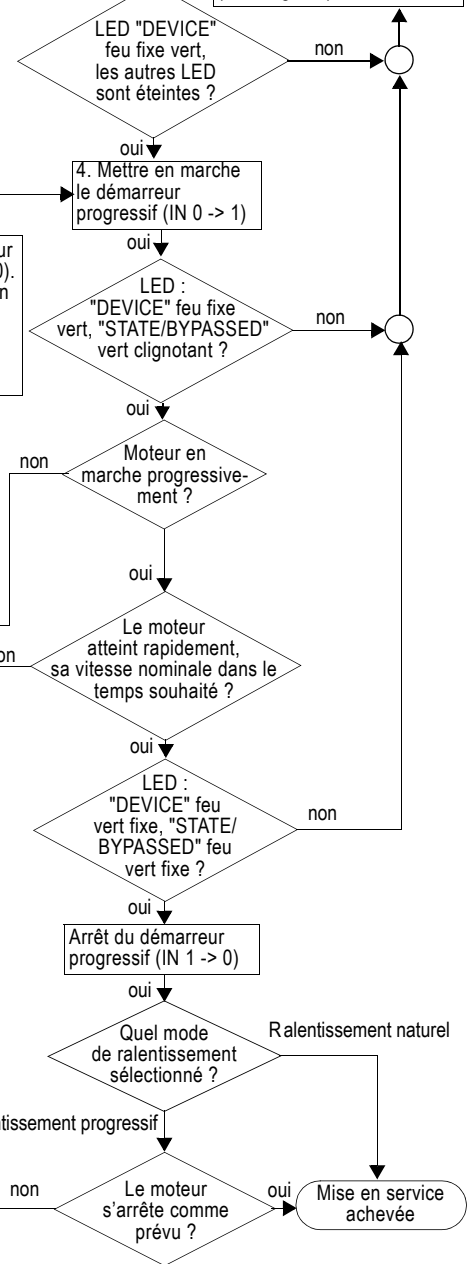 LED "DEVICE"
feu fixe vert,
les autres LED
sont éteintes ?
non
oui
4. Mettre en marche
le démarreur
progressif (IN 0 -> 1)
oui
LED :
"DEVICE" feu fixe
vert, "STATE/BYPASSED"
vert clignotant ?
non
oui
Moteur en
marche progressive-
ment ?
non
oui
Le moteur
atteint rapidement,
sa vitesse nominale dans le
temps souhaité ?
oui
LED :
"DEVICE" feu
vert fixe, "STATE/
BYPASSED" feu
vert fixe ?
non
oui
Arrêt du démarreur
progressif (IN 1 -> 0)
oui
Quel mode
de ralentissement
sélectionné ?
Ralentissement naturel
tissement progressif
Le moteur
s'arrête comme
prévu ?
non
oui
Mise en service
achevée